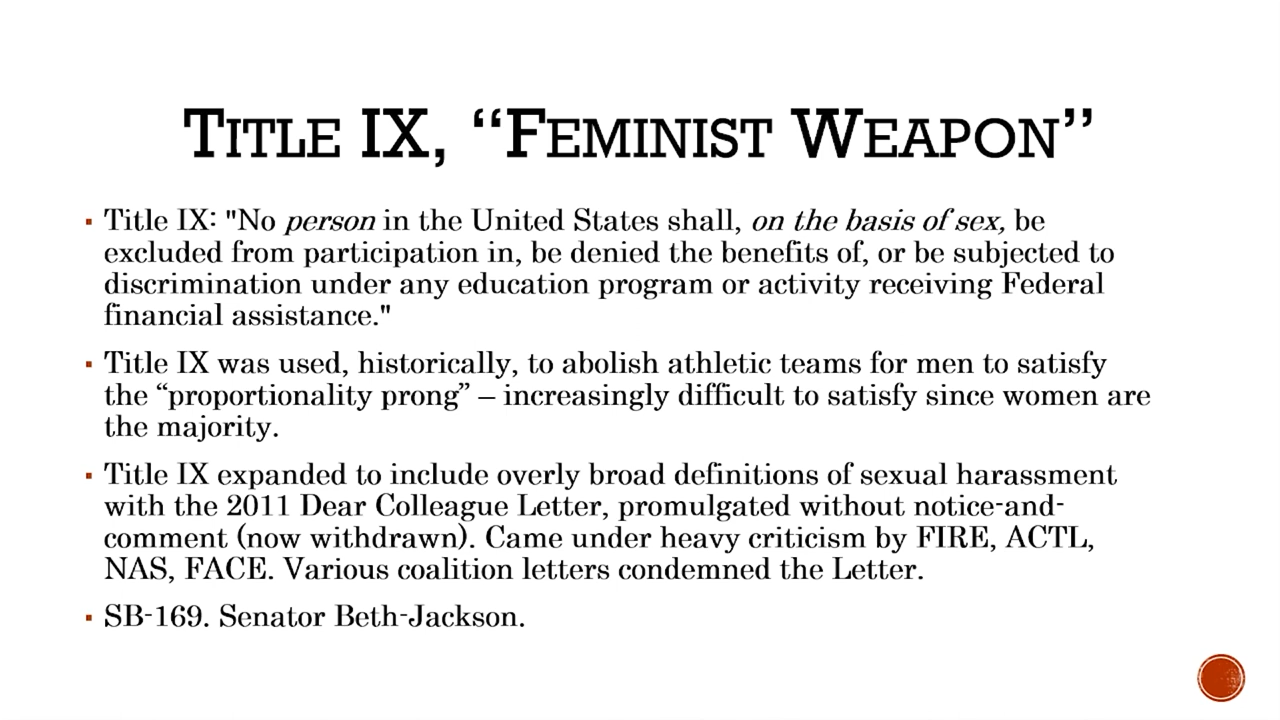 TITLE IX, “FEMINIST WEAPON”
▪ Title IX: "No person in the United States shall, on the basis of sex, be
excluded from participation in, be denied the benefits of, or be subjected to
discrimination under any education program or activity receiving Federal
financial assistance."
▪ Title IX was used, historically, to abolish athletic teams for men to satisfy
the “proportionality prong” – increasingly difficult to satisfy since women are
the majority.
▪ Title IX expanded to include overly broad definitions of sexual harassment
with the 2011 Dear Colleague Letter, promulgated without notice-and-
comment (now withdrawn). Came under heavy criticism by FIRE, ACTL,
NAS, FACE. Various coalition letters condemned the Letter.
▪ SB-169. Senator Beth-Jackson.